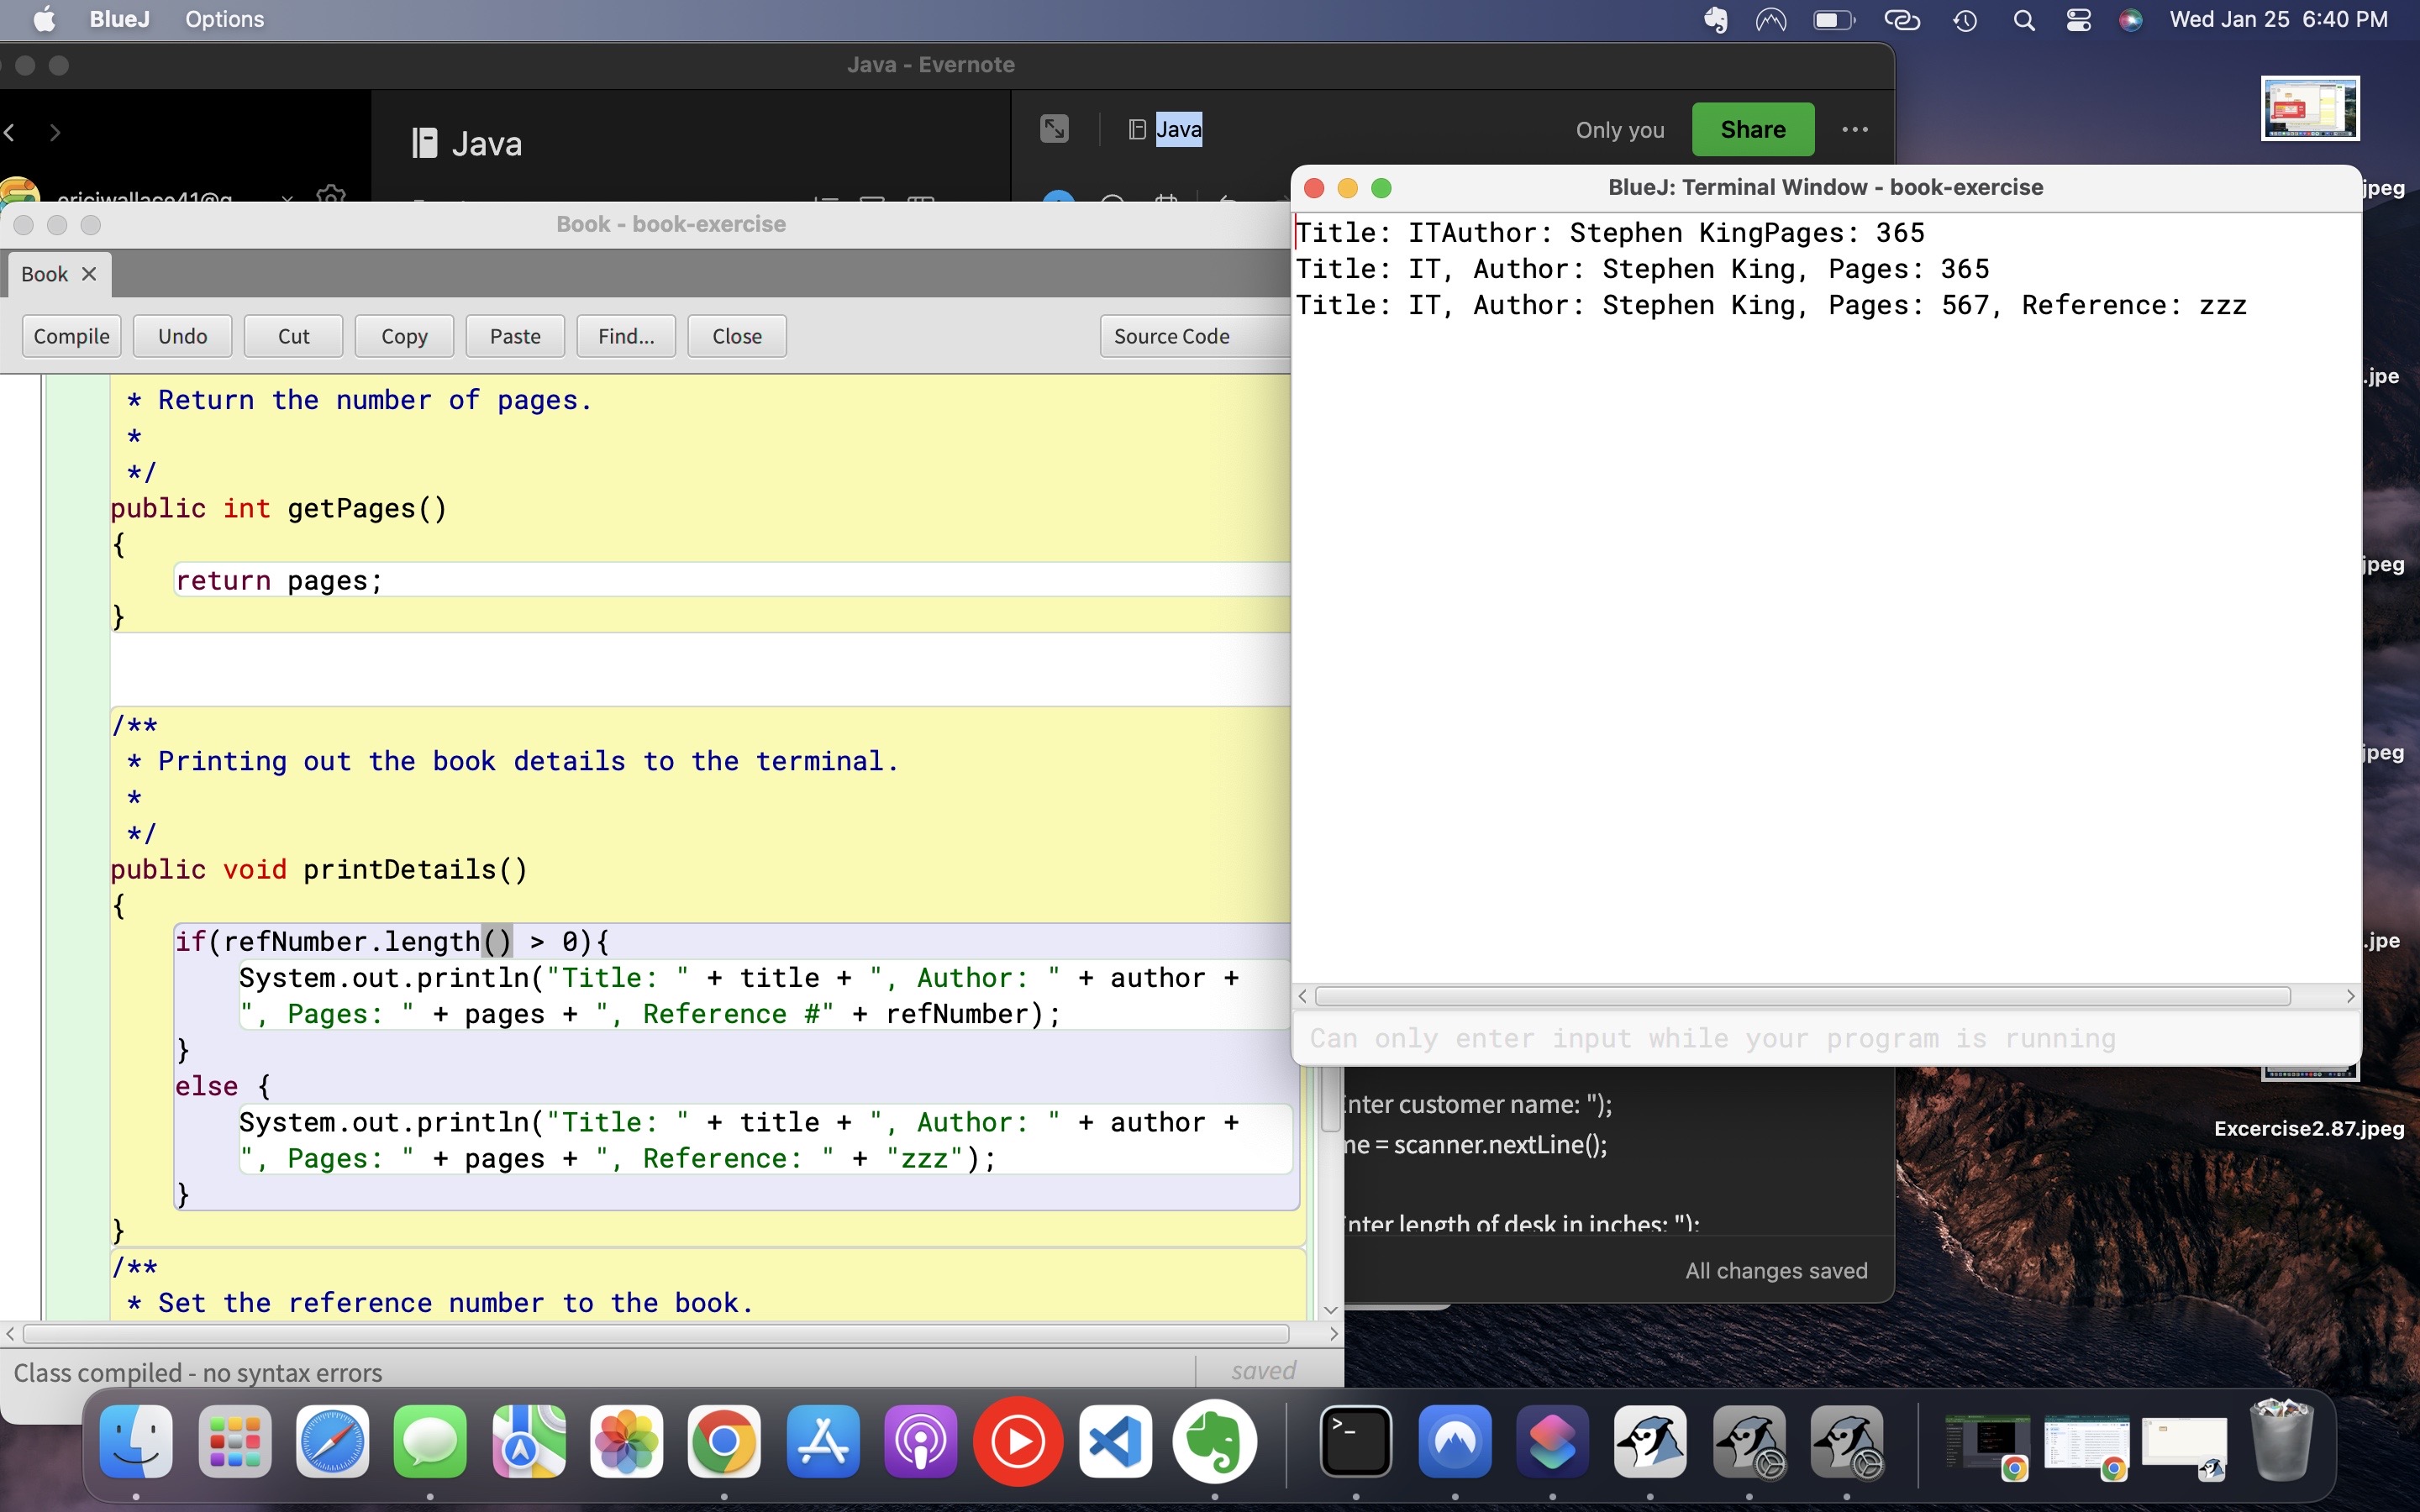 BlueJ Options
Wed Jan 25 6:40 PM
Java - Evernote
Java
Java
Only you
Share
Book - book-exercise
Book
Compile Undo Cut Copy Paste Find... Close Source Code
* Return the number of pages.
*
*/
public int getPages()
{
return pages;
}
/**
* Printing out the book details to the terminal.
*
*/
public void printDetails()
{
if(refNumber.length() > 0){
System.out.println("Title: " + title + ", Author: " + author +
", Pages: " + pages + ", Reference #" + refNumber);
}
else {
System.out.println("Title: " + title + ", Author: " + author +
", Pages: " + pages + ", Reference: " + "zzz");
}
}
/**
* Set the reference number to the book.
Class compiled - no syntax errors
saved
BlueJ: Terminal Window - book-exercise
Title: ITAuthor: Stephen KingPages: 365
Title: IT, Author: Stephen King, Pages: 365
Title: IT, Author: Stephen King, Pages: 567, Reference: zzz
Can only enter input while your program is running
Enter customer name: ");
me = scanner.nextLine();
Enter length of desk in inches: ");
All changes saved
jpeg
.jpe
jpeg
jpeg
.jpe
Excercise2.87.jpeg